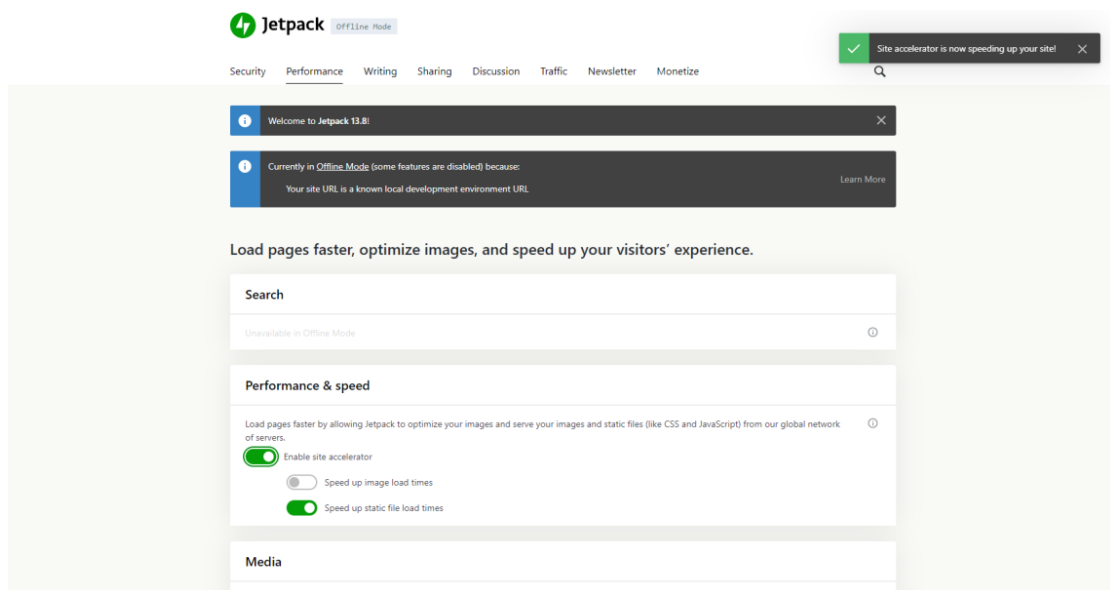 Jetpack Offline Mode
Site accelerator is now speeding up your site!
Security Performance Writing Sharing Discussion Traffic Newsletter Monetize
Welcome to Jetpack 13.8!
Currently in Offline Mode (some features are disabled) because:
Your site URL is a known local development environment URL
Learn More
Load pages faster, optimize images, and speed up your visitors’ experience.
Search
Unavailable in Offline Mode
Performance & speed
Load pages faster by allowing Jetpack to optimize your images and serve your images and static files (like CSS and JavaScript) from our global network
of servers.
Enable site accelerator
Speed up image load times
Speed up static file load times
Media